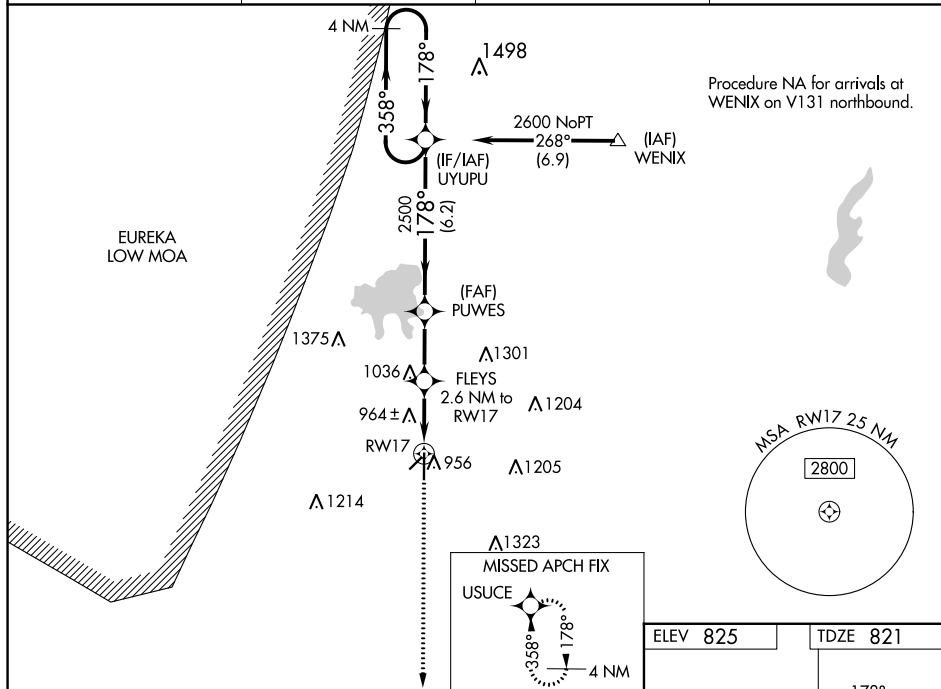 4 NM
178°
358°
1498
Procedure NA for arrivals at
WENIX on V131 northbound.
2600 NoPT
268°
(6.9)
(IAF)
WENIX
(IF/IAF)
UYUPU
2500
178°
(6.2)
EUREKA
LOW MOA
(FAF)
PUWES
1375
1301
1036
FLEYS
2.6 NM to
RW17
1204
964±
RW17
956
1205
1214
1323
MSA RW17 25 NM
2800
MISSED APCH FIX
USUCE
358°
178°
4 NM
ELEV 825
TDZE 821
178°